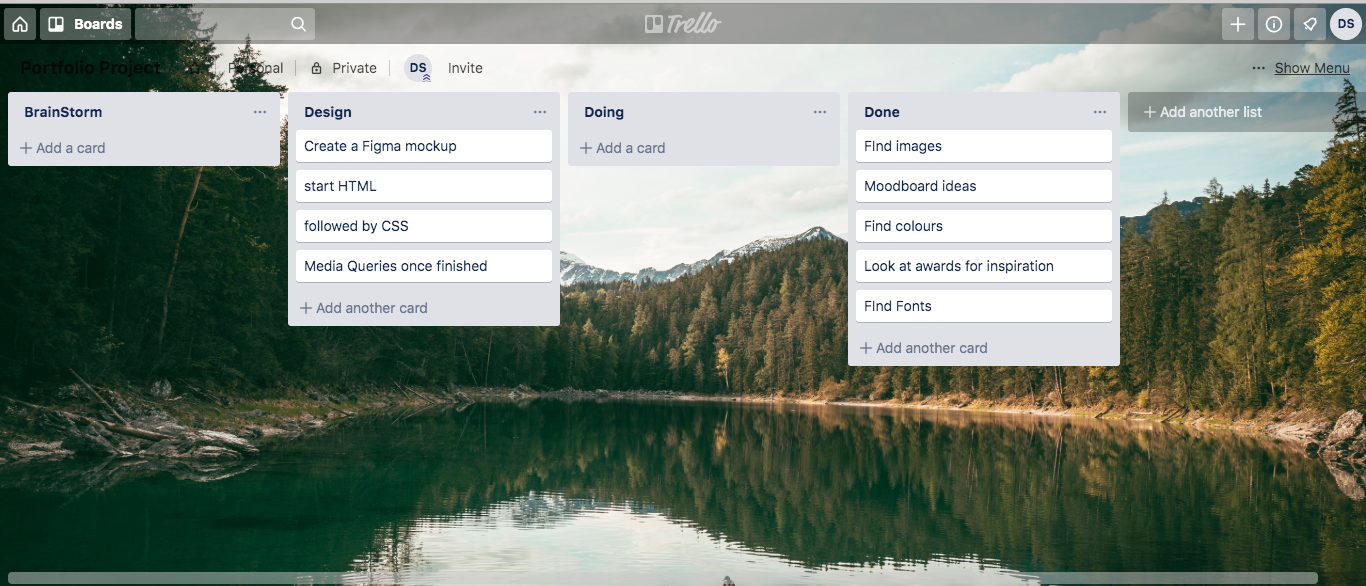 Boards
Trello
DS
Portfolio Project
Personal
Private
DS
Invite
Show Menu
BrainStorm
+ Add a card
Design
Create a Figma mockup
start HTML
followed by CSS
Media Queries once finished
+ Add another card
Doing
+ Add a card
Done
FInd images
Moodboard ideas
Find colours
Look at awards for inspiration
FInd Fonts
+ Add another card
+ Add another list